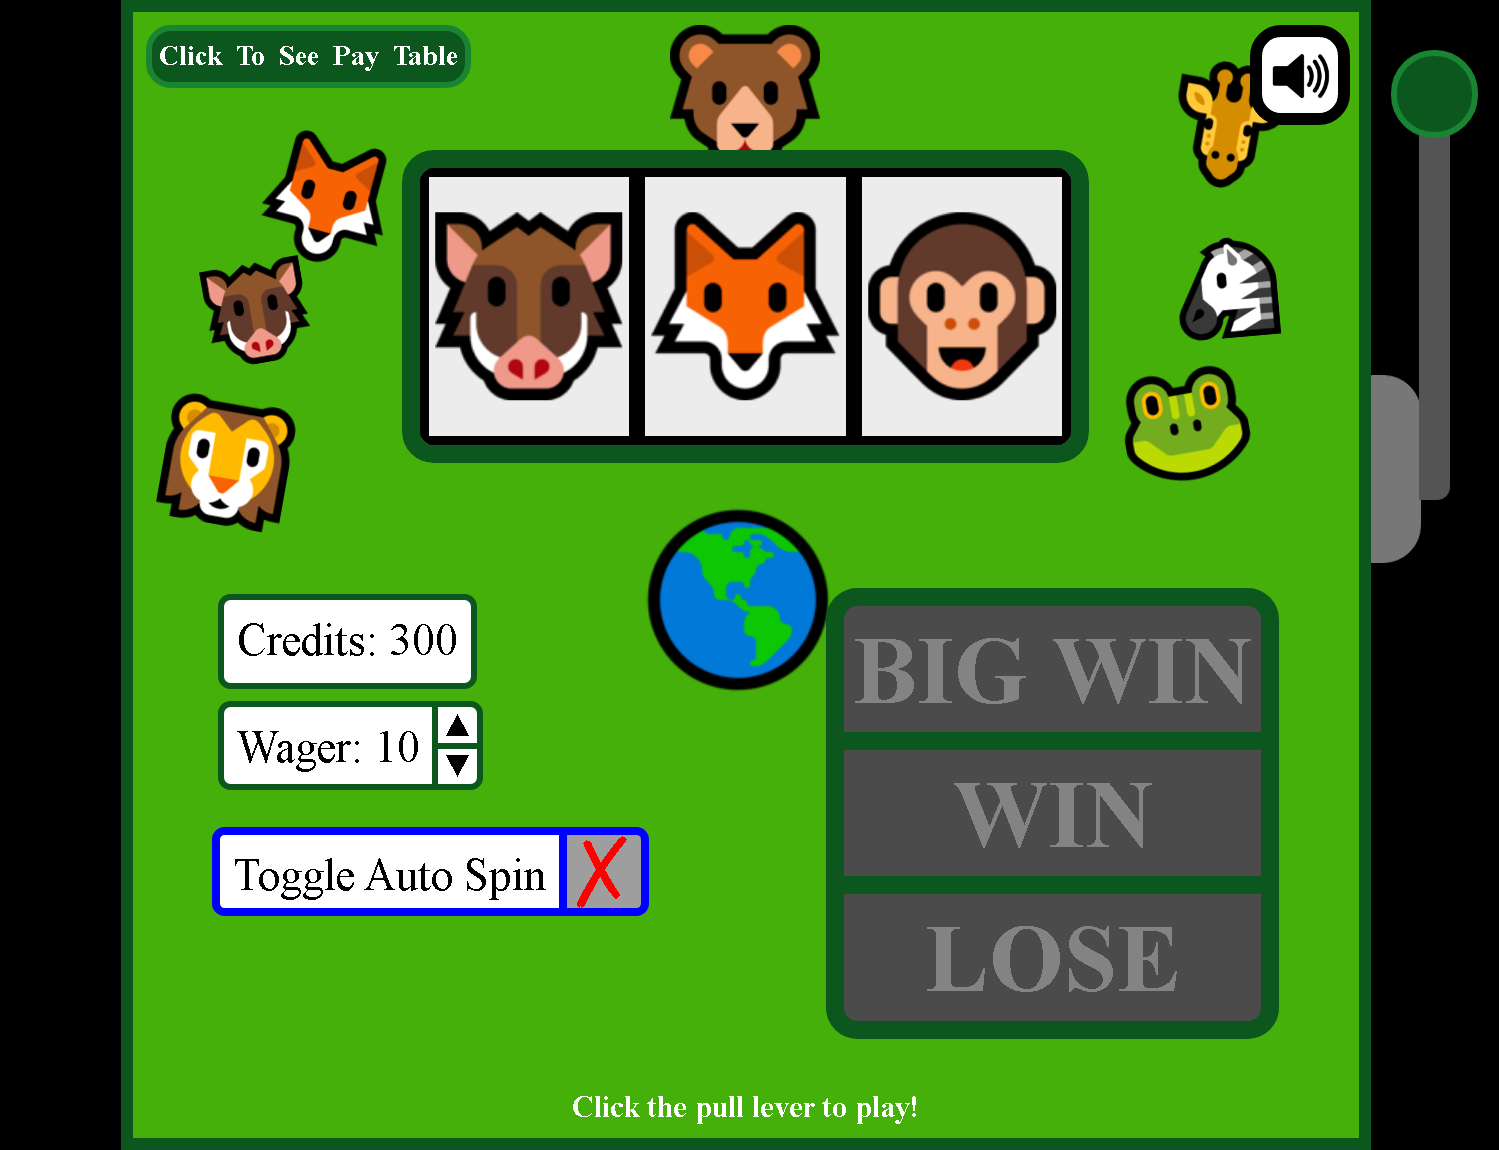 Click To See Pay Table
Credits: 300
Wager: 10
Toggle Auto Spin
BIG WIN
WIN
LOSE
Click the pull lever to play!